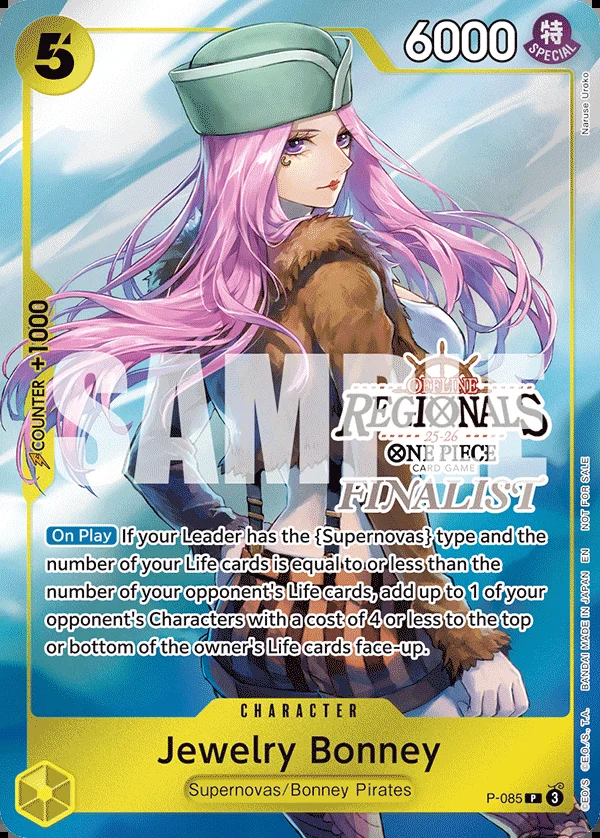 5
6000
特
SPECIAL
Naruse Uroko
COUNTER +1000
SAMPLE
OFFLINE
REGIONALS
25-26
ONE PIECE
CARD GAME
FINALIST
On Play If your Leader has the {Supernovas} type and the
number of your Life cards is equal to or less than the
number of your opponent's Life cards, add up to 1 of your
opponent's Characters with a cost of 4 or less to the top
or bottom of the owner's Life cards face-up.
©E.O./S, T.A. BANDAI MADE IN JAPAN EN NOT FOR SALE
CHARACTER
Jewelry Bonney
Supernovas/Bonney Pirates
P-085 P 3